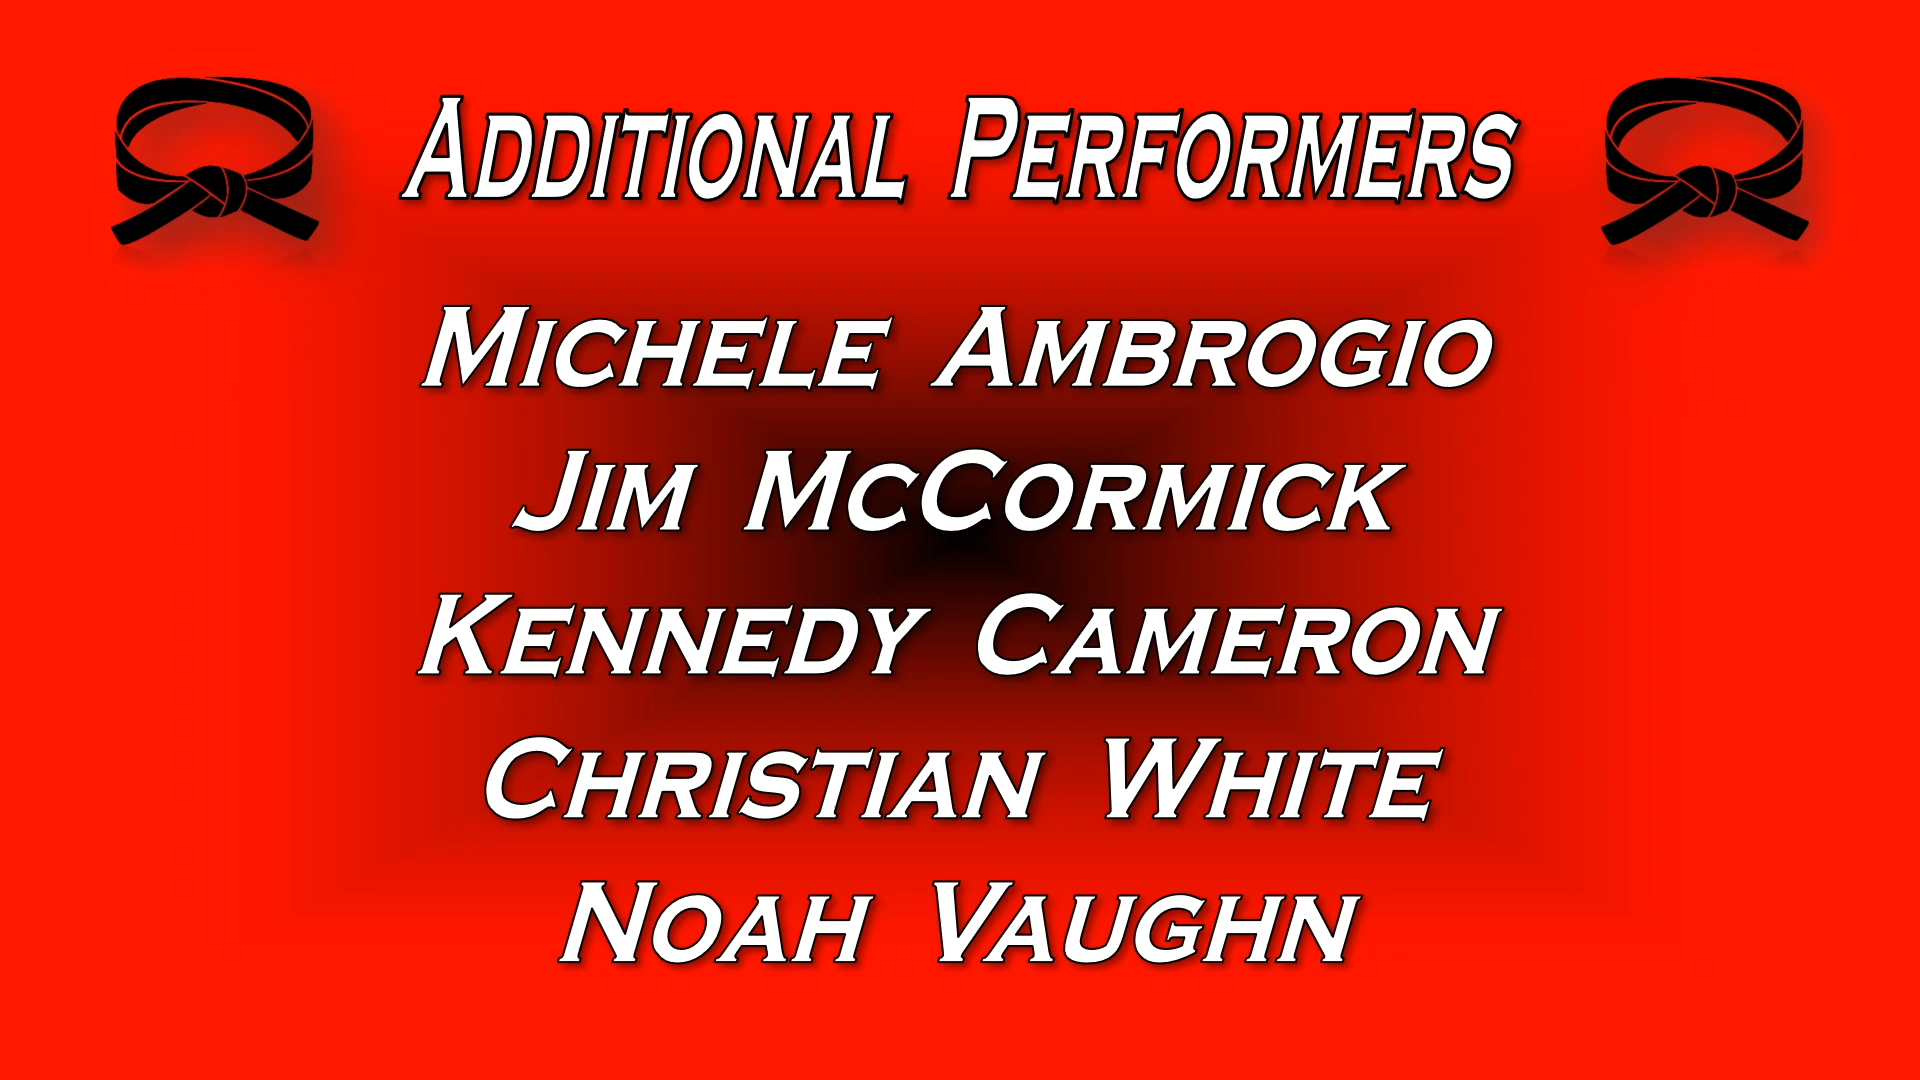 Additional Performers
Michele Ambrogio
Jim McCormick
Kennedy Cameron
Christian White
Noah Vaughn